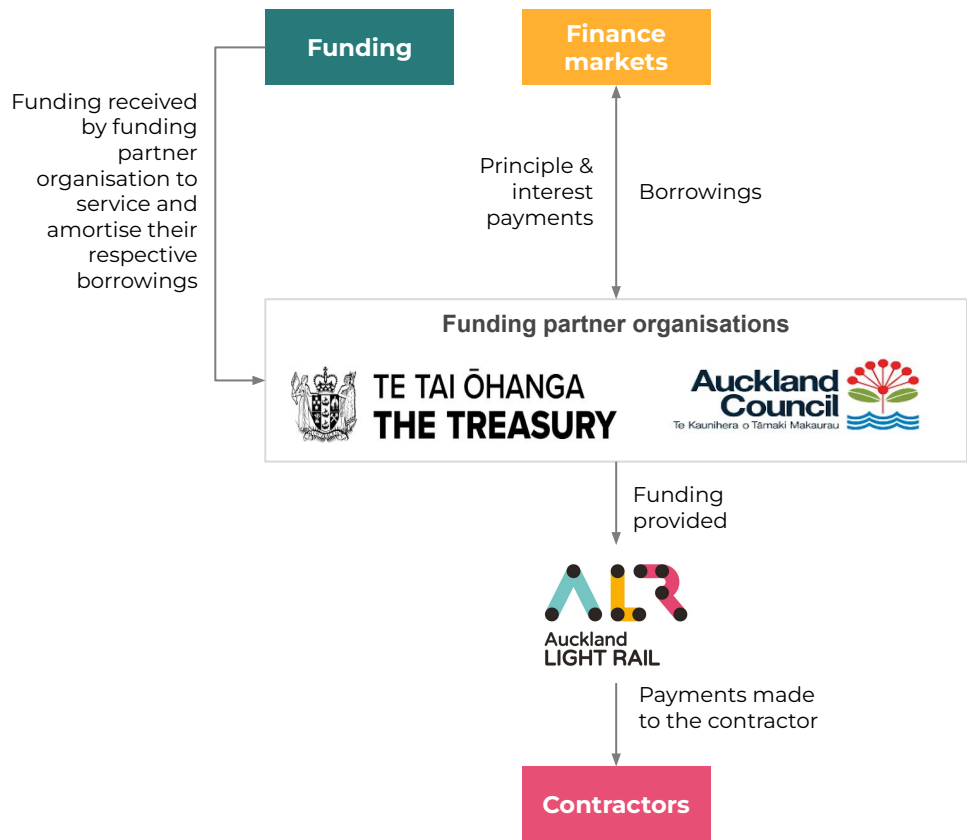 Funding
Finance
markets
Funding received
by funding
partner
organisation to
service and
amortise their
respective
borrowings
Principle &
interest
payments
Borrowings
Funding partner organisations
TE TAI ŌHANGA
THE TREASURY
Auckland
Council
Te Kaunihera o Tāmaki Makaurau
Funding
provided
ALR
Auckland
LIGHT RAIL
Payments made
to the contractor
Contractors